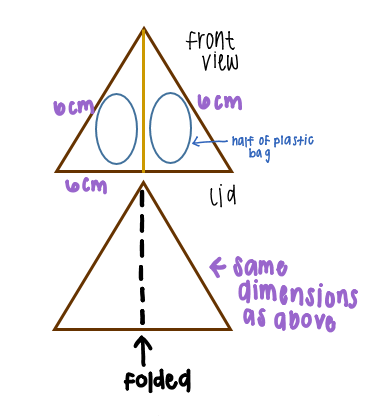 front
view
6cm
6cm
half of plastic
bag
6cm
Lid
same
dimensions
as above
folded